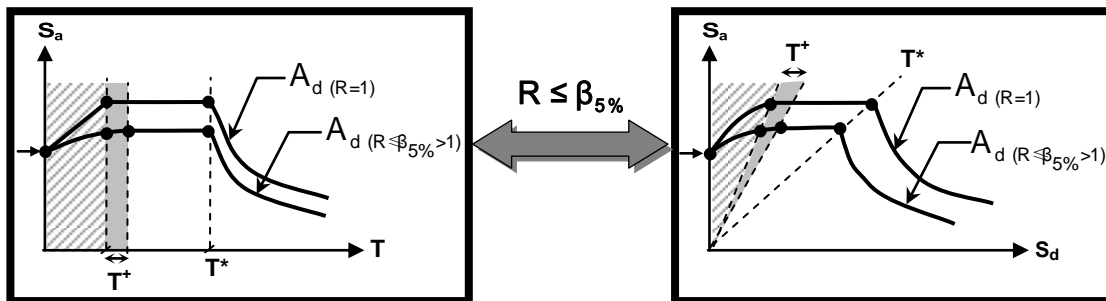 Sa
Ad (R=1)
Ad (R≤β5%>1)
T
T+
T*
R ≤ β5%
Sa
T+
T*
Ad (R=1)
Ad (R≤β5%>1)
Sd